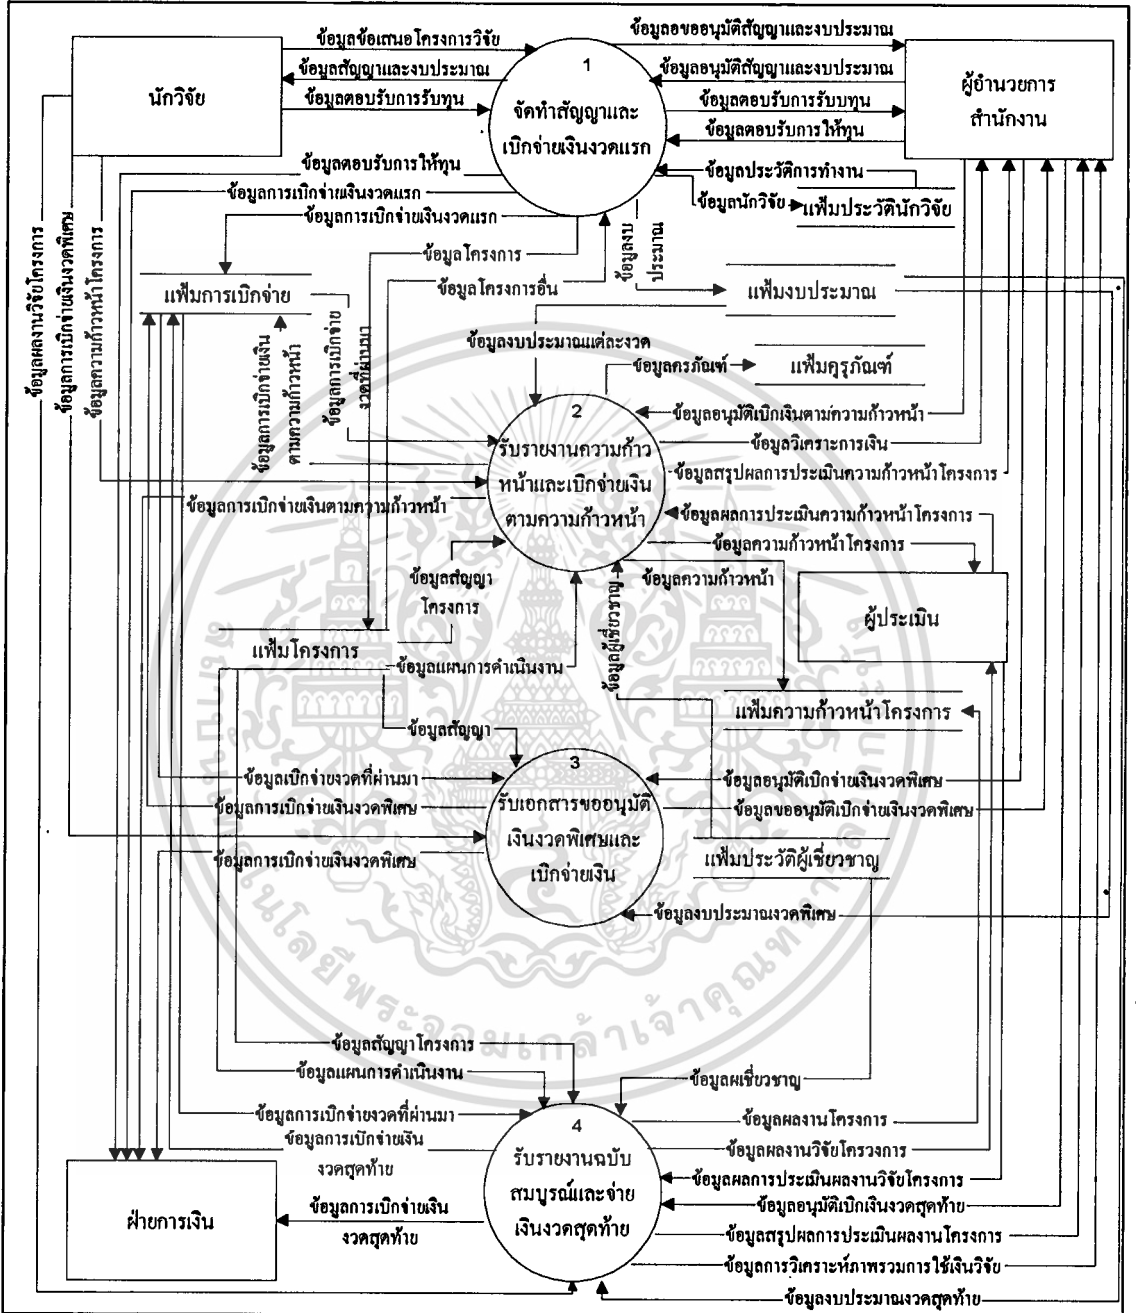 ข้อมูลข้อเสนอโครงการวิจัย
ข้อมูลสัญญาและงบประมาณ
ข้อมูลตอบรับการรับทุน
นักวิจัย
1
จัดทำสัญญาและ
เบิกจ่ายเงินงวดแรก
ข้อมูลอขออนุมัติสัญญาและงบประมาณ
ข้อมูลอนุมัติสัญญาและงบประมาณ
ข้อมูลตอบรับการรับบทุน
ข้อมูลตอบรับการให้ทุน
ผู้อำนวยการ
สำนักงาน
ข้อมูลตอบรับการให้ทุน
ข้อมูลการเบิกจ่ายเงินงวดแรก
ข้อมูลการเบิกจ่ายเงินงวดแรก
ข้อมูลประวัติการทำงาน
ข้อมูลนักวิจัย
แฟ้มประวัตินักวิจัย
ข้อมูลผลงานวิจัยโครงการ
ข้อมูลการเบิกจ่ายเงินงวดพิเศษ
ข้อมูลความก้าวหน้าโครงการ
ข้อมูลโครงการ
ข้อมูลโครงการอื่น
ข้อมูลงบ
ประมาณ
แฟ้มการเบิกจ่าย
แฟ้มงบประมาณ
ข้อมูลการเบิกจ่ายเงิน
ตามความก้าวหน้า
ข้อมูลการเบิกจ่าย
งวดที่ผ่านมา
ข้อมูลงบประมาณแต่ละงวด
ข้อมูลครภัณฑ์
แฟ้มคุรุภัณฑ์
2
รับรายงานความก้าว
หน้าและเบิกจ่ายเงิน
ตามความก้าวหน้า
ข้อมูลอนุมัติเบิกเงินตามความก้าวหน้า
ข้อมูลวิเคราะการเงิน
ข้อมูลสรุปผลการประเมินความก้าวหน้าโครงการ
ข้อมูลการเบิกจ่ายเงินตามความก้าวหน้า
ข้อมูลผลการประเมินความก้าวหน้าโครงการ
ข้อมูลความก้าวหน้าโครงการ
ข้อมูลสัญญา
โครงการ
ข้อมูลความก้าวหน้า
ข้อมูลผู้เชี่ยวชาญ
ผู้ประเมิน
แฟ้มโครงการ
ข้อมูลแผนการดำเนินงาน
แฟ้มความก้าวหน้าโครงการ
ข้อมูลสัญญา
3
รับเอกสารขออนุมัติ
เงินงวดพิเศษและ
เบิกจ่ายเงิน
ข้อมูลเบิกจ่ายงวดที่ผ่านมา
ข้อมูลการเบิกจ่ายเงินงวดพิเศษ
ข้อมูลการเบิกจ่ายเงินงวดพิเศษ
ข้อมูลอนุมัติเบิกจ่ายเงินงวดพิเศษ
ข้อมูลขออนุมัติเบิกจ่ายเงินงวดพิเศษ
แฟ้มประวัติผู้เชี่ยวชาญ
ข้อมูลงบประมาณงวดพิเศษ
ข้อมูลสัญญาโครงการ
ข้อมูลแผนการดำเนินงาน
ข้อมูลผเชี่ยวชาญ
ข้อมูลการเบิกจ่ายงวดที่ผ่านมา
ข้อมูลการเบิกจ่ายเงิน
งวดสุดท้าย
4
รับรายงานฉบับ
สมบูรณ์และจ่าย
เงินงวดสุดท้าย
ข้อมูลผลงานโครงการ
ข้อมูลผลงานวิจัยโครวงการ
ข้อมูลผลการประเมินผลงานวิจัยโครงการ
ข้อมูลอนุมัติเบิกเงินงวดสุดท้าย
ข้อมูลสรุปผลการประเมินผลงานโครงการ
ข้อมูลการวิเคราะห์ภาพรวมการใช้เงินวิจัย
ข้อมูลงบประมาณงวดสุดท้าย
ฝ่ายการเงิน
ข้อมูลการเบิกจ่ายเงิน
งวดสุดท้าย